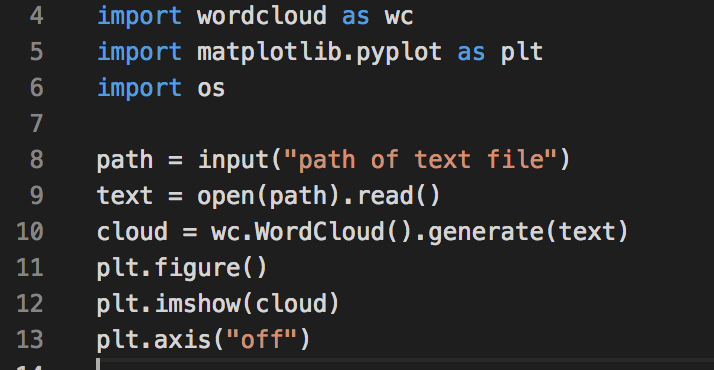 4 import wordcloud as wc
5 import matplotlib.pyplot as plt
6 import os
7
8 path = input("path of text file")
9 text = open(path).read()
10 cloud = wc.WordCloud().generate(text)
11 plt.figure()
12 plt.imshow(cloud)
13 plt.axis("off")
14